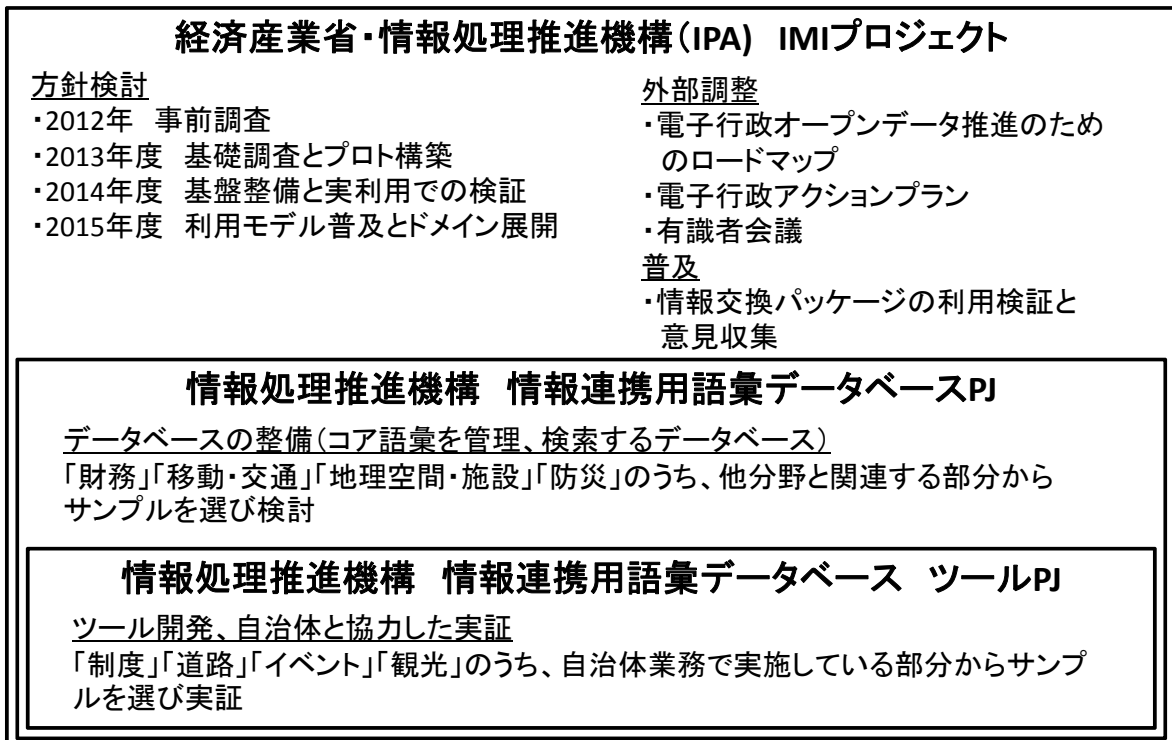 経済産業省・情報処理推進機構（IPA)　IMIプロジェクト
方針検討
・2012年　事前調査
・2013年度　基礎調査とプロト構築
・2014年度　基盤整備と実利用での検証
・2015年度　利用モデル普及とドメイン展開
外部調整
・電子行政オープンデータ推進のため
のロードマップ
・電子行政アクションプラン
・有識者会議
普及
・情報交換パッケージの利用検証と
意見収集
情報処理推進機構　情報連携用語彙データベースPJ
データベースの整備（コア語彙を管理、検索するデータベース）
「財務」「移動・交通」「地理空間・施設」「防災」のうち、他分野と関連する部分から
サンプルを選び検討
情報処理推進機構　情報連携用語彙データベース　ツールPJ
ツール開発、自治体と協力した実証
「制度」「道路」「イベント」「観光」のうち、自治体業務で実施している部分からサンプ
ルを選び実証